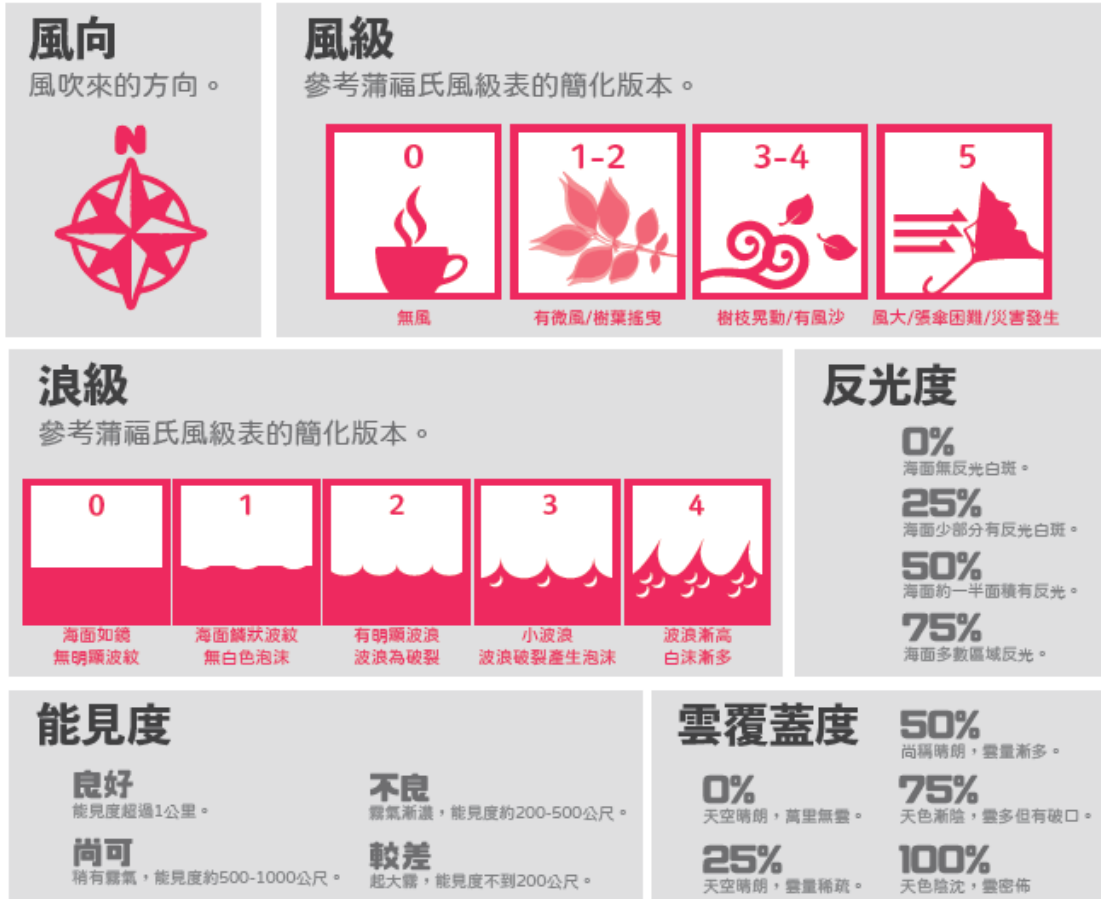 風向
風吹來的方向。
N
風級
參考蒲福氏風級表的簡化版本。
0
無風
1-2
有微風/樹葉搖曳
3-4
樹枝晃動/有風沙
5
風大/張傘困難/災害發生
浪級
參考蒲福氏風級表的簡化版本。
0
海面如鏡
無明顯波紋
1
海面鱗狀波紋
無白色泡沫
2
有明顯波浪
波浪為破裂
3
小波浪
波浪破裂產生泡沫
4
波浪漸高
白沫漸多
反光度
0%
海面無反光白斑。
25%
海面少部分有反光白斑。
50%
海面約一半面積有反光。
75%
海面多數區域反光。
能見度
良好
能見度超過1公里。
尚可
稍有霧氣，能見度約500-1000公尺。
不良
霧氣漸濃，能見度約200-500公尺。
較差
起大霧，能見度不到200公尺。
雲覆蓋度
0%
天空晴朗，萬里無雲。
25%
天空晴朗，雲量稀疏。
50%
尚稱晴朗，雲量漸多。
75%
天色漸陰，雲多但有破口。
100%
天色陰沈，雲密佈